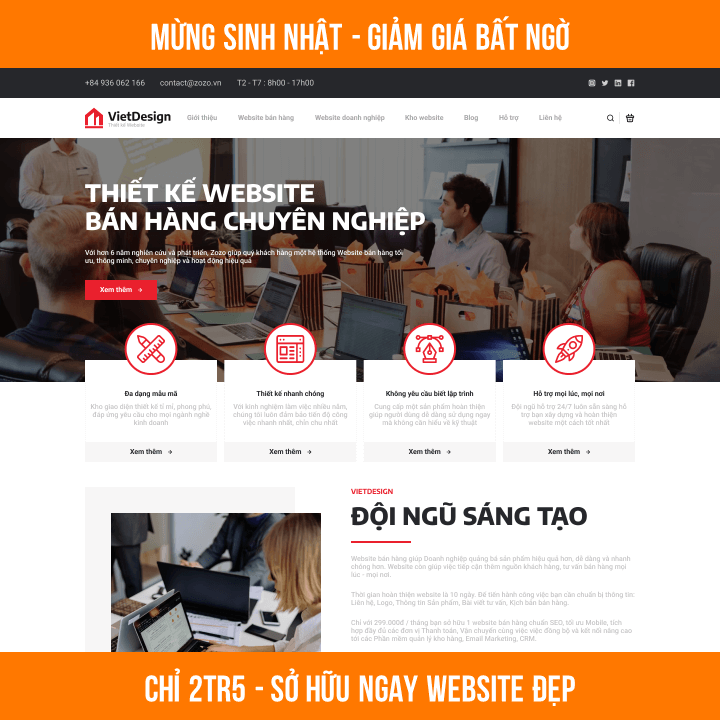 MỪNG SINH NHẬT - GIẢM GIÁ BẤT NGỜ
+84 936 062 166 contact@zozo.vn T2 - T7 : 8h00 - 17h00
VietDesign
Thiết kế Website
Giới thiệu Website bán hàng Website doanh nghiệp Kho website Blog Hỗ trợ Liên hệ
THIẾT KẾ WEBSITE
BÁN HÀNG CHUYÊN NGHIỆP
Với hơn 6 năm nghiên cứu và phát triển, Zozo giúp quý khách hàng một hệ thống Website bán hàng tối
ưu, thông minh, chuyên nghiệp và hoạt động hiệu quả
Xem thêm →
Đa dạng mẫu mã
Kho giao diện thiết kế tỉ mỉ, phong phú,
đáp ứng yêu cầu cho mọi ngành nghề
kinh doanh
Xem thêm →
Thiết kế nhanh chóng
Với kinh nghiệm làm việc nhiều năm,
chúng tôi luôn đảm bảo tiến độ công
việc nhanh nhất, chỉn chu nhất
Xem thêm →
Không yêu cầu biết lập trình
Cung cấp một sản phẩm hoàn thiện
giúp người dùng dễ dàng sử dụng ngay
mà không cần hiểu về kỹ thuật
Xem thêm →
Hỗ trợ mọi lúc, mọi nơi
Đội ngũ hỗ trợ 24/7 luôn sẵn sàng hỗ
trợ bạn xây dựng và hoàn thiện
website một cách tốt nhất
Xem thêm →
VIETDESIGN
ĐỘI NGŨ SÁNG TẠO
Website bán hàng giúp Doanh nghiệp quảng bá sản phẩm hiệu quả hơn, dễ dàng và nhanh
chóng hơn. Website còn giúp việc tiếp cận thêm nguồn khách hàng, tư vấn bán hàng mọi
lúc - mọi nơi.
Thời gian hoàn thiện website là 10 ngày. Để tiến hành công việc bạn cần chuẩn bị thông tin:
Liên hệ, Logo, Thông tin Sản phẩm, Bài viết tư vấn, Kịch bản bán hàng.
Chỉ với 299.000đ / tháng bạn sở hữu 1 website bán hàng chuẩn SEO, tối ưu Mobile, tích
hợp đầy đủ các đơn vị Thanh toán, Vận chuyển cùng việc việc đồng bộ và kết nối nâng cao
tới các Phần mềm quản lý kho hàng, Email Marketing, CRM.
CHỈ 2TR5 - SỞ HỮU NGAY WEBSITE ĐẸP